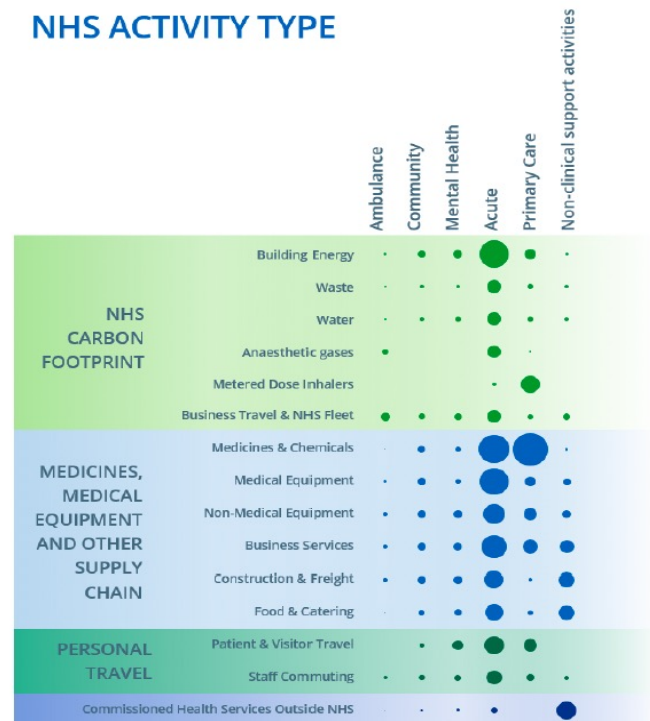 NHS ACTIVITY TYPE
Ambulance
Community
Mental Health
Acute
Primary Care
Non-clinical support activities
NHS
CARBON
FOOTPRINT
Building Energy
Waste
Water
Anaesthetic gases
Metered Dose Inhalers
Business Travel & NHS Fleet
MEDICINES,
MEDICAL
EQUIPMENT
AND OTHER
SUPPLY
CHAIN
Medicines & Chemicals
Medical Equipment
Non-Medical Equipment
Business Services
Construction & Freight
Food & Catering
PERSONAL
TRAVEL
Patient & Visitor Travel
Staff Commuting
Commissioned Health Services Outside NHS